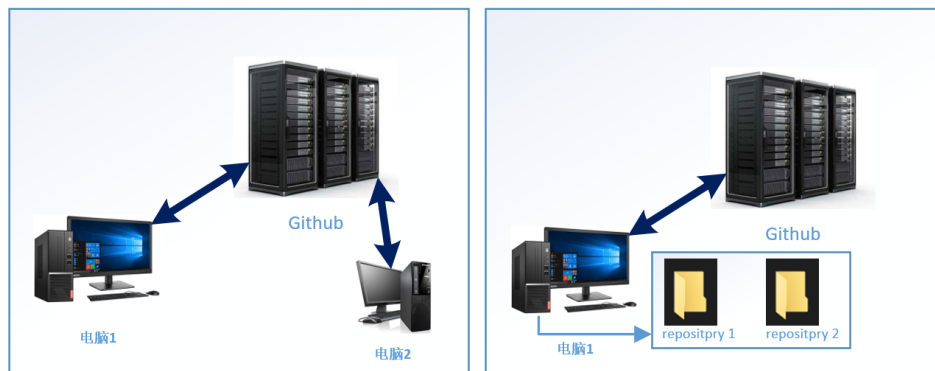 Github
电脑1
电脑2
Github
repositpry 1
repositpry 2
电脑1